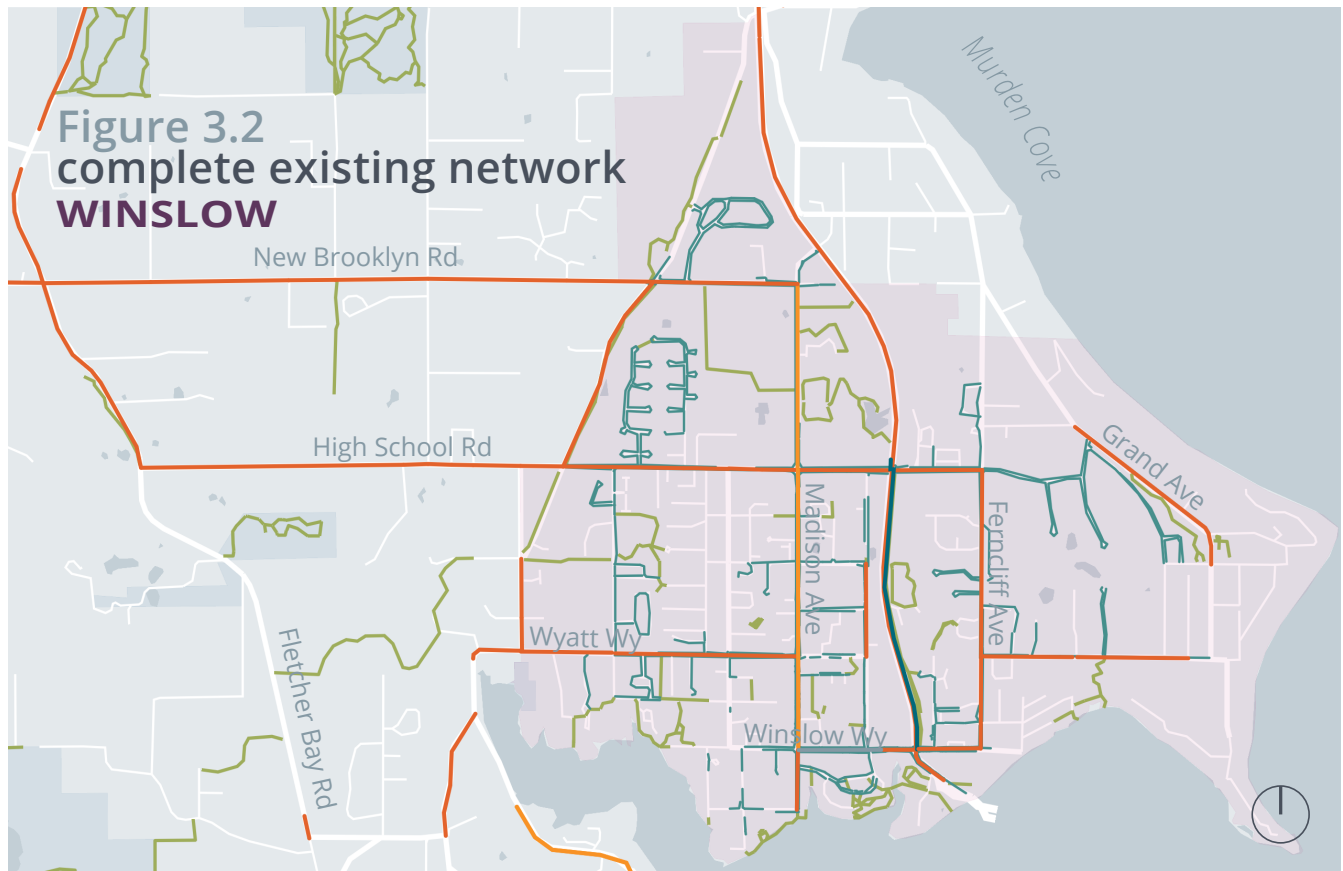 Figure 3.2
complete existing network
WINSLOW
Murden Cove
New Brooklyn Rd
High School Rd
Grand Ave
Madison Ave
Ferncliff Ave
Wyatt Wy
Fletcher Bay Rd
Winslow Wy